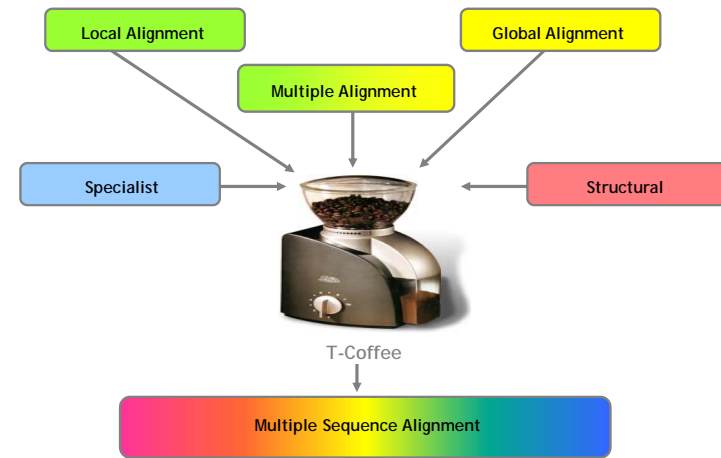 Local Alignment
Global Alignment
Multiple Alignment
Specialist
Structural
T-Coffee
Multiple Sequence Alignment